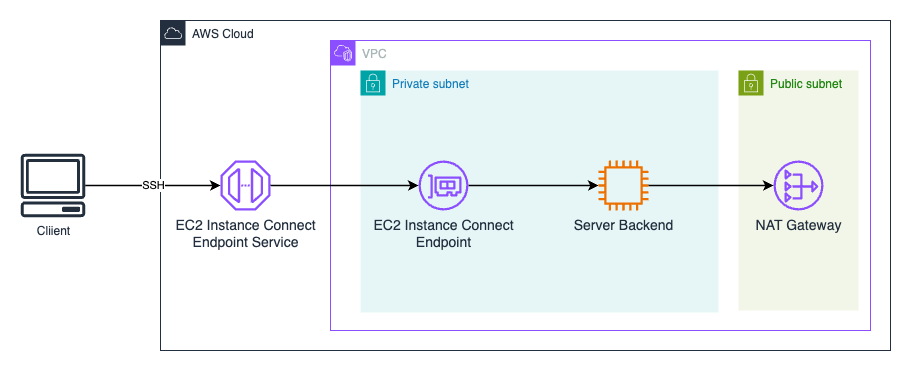 AWS Cloud
VPC
Private subnet
Public subnet
SSH
Cliient
EC2 Instance Connect
Endpoint Service
EC2 Instance Connect
Endpoint
Server Backend
NAT Gateway